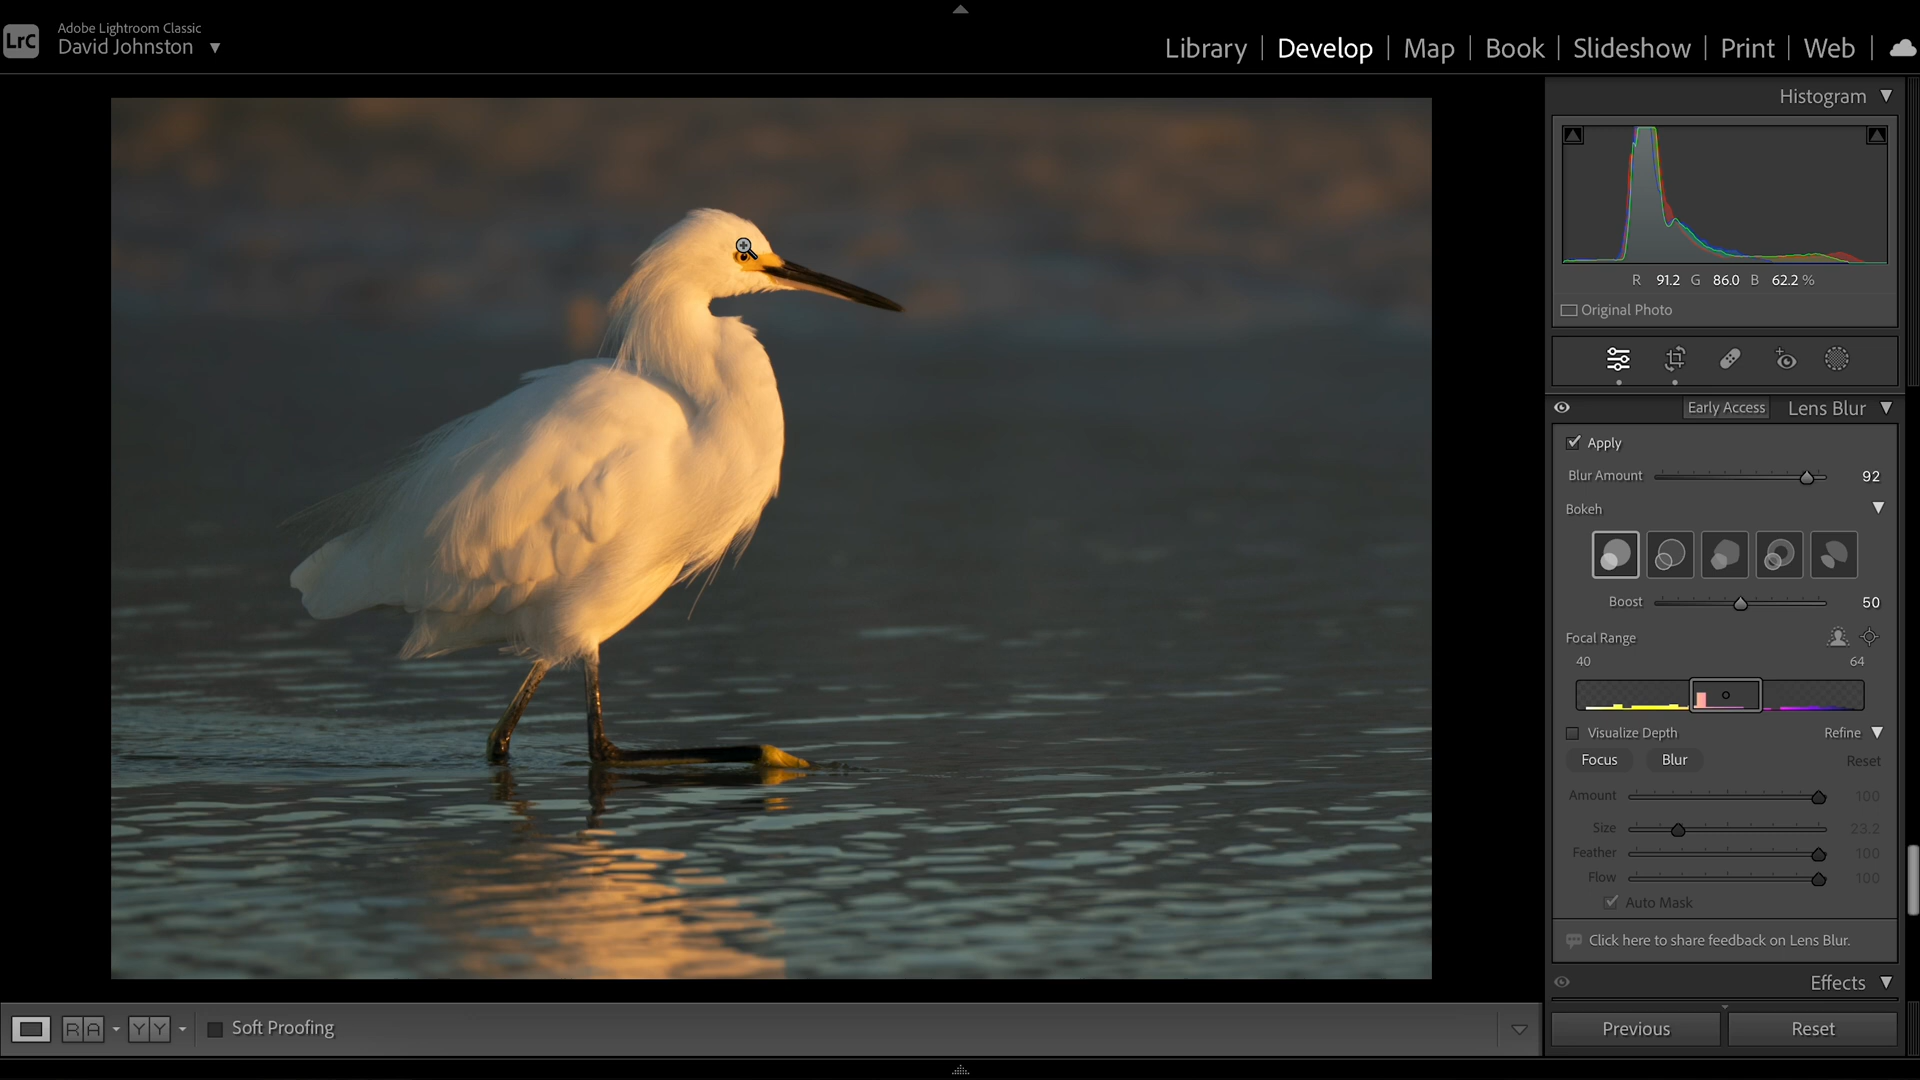 LrC
Adobe Lightroom Classic
David Johnston
Library | Develop | Map | Book | Slideshow | Print | Web |
Histogram
R 91.2 G 86.0 B 62.2 %
Original Photo
Early Access Lens Blur
Apply
Blur Amount 92
Bokeh
Boost 50
Focal Range
40 64
Visualize Depth Refine
Focus Blur Reset
Amount 100
Size 23.2
Feather 100
Flow 100
Auto Mask
Click here to share feedback on Lens Blur.
Effects
R A Y Y Soft Proofing
Previous Reset